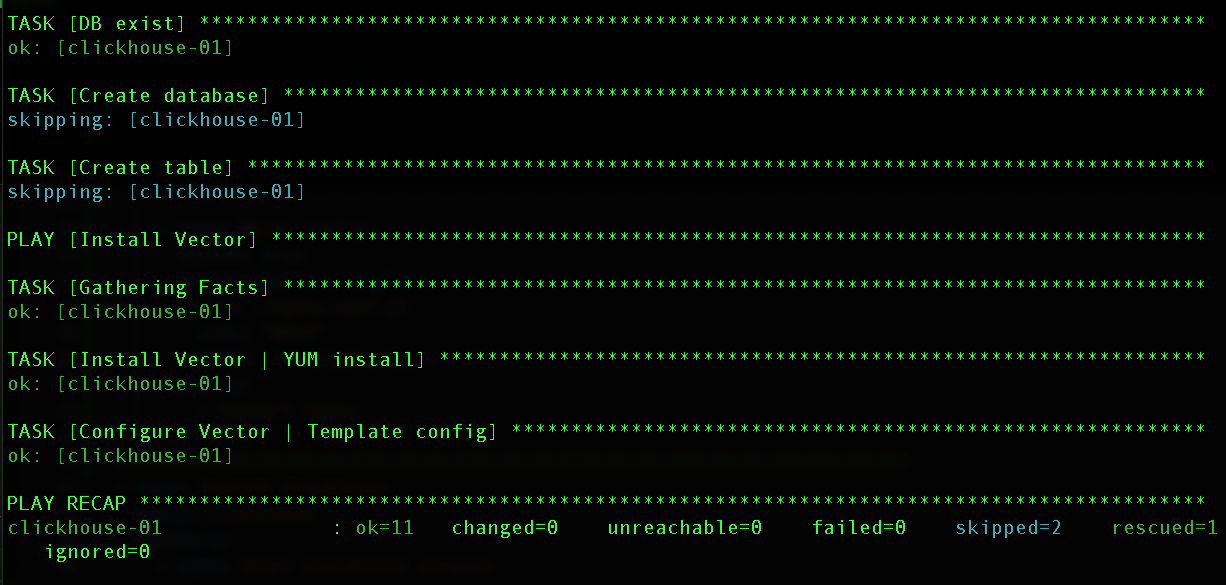 TASK [DB exist] ************************************************************************************
ok: [clickhouse-01]
TASK [Create database] *****************************************************************************
skipping: [clickhouse-01]
TASK [Create table] ********************************************************************************
skipping: [clickhouse-01]
PLAY [Install Vector] ******************************************************************************
TASK [Gathering Facts] *****************************************************************************
ok: [clickhouse-01]
TASK [Install Vector | YUM install] ****************************************************************
ok: [clickhouse-01]
TASK [Configure Vector | Template config] **********************************************************
ok: [clickhouse-01]
PLAY RECAP *****************************************************************************************
clickhouse-01              : ok=11   changed=0    unreachable=0    failed=0    skipped=2    rescued=1
   ignored=0